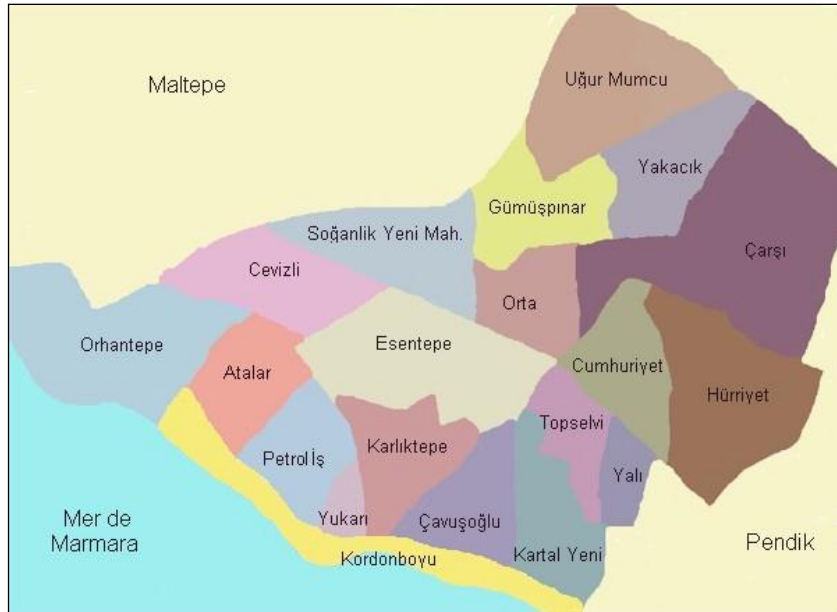 Maltepe
Uğur Mumcu
Yakacık
Gümüşpınar
Soğanlik Yeni Mah.
Çarşı
Cevizli
Orta
Orhantepe
Esentepe
Cumhuriyet
Atalar
Hürriyet
Topselvi
Karlıktepe
Petrol İş
Yalı
Yukarı
Çavuşoğlu
Mer de
Marmara
Kartal Yeni
Pendik
Kordonboyu